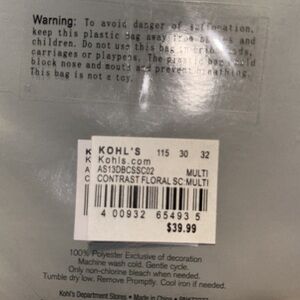 Warning: To avoid danger of suffocation,
keep this plastic bag away from babies and
children. Do not use this bag in cribs, beds,
carriages or playpens. The plastic bag could
block nose and mouth and prevent breathing.
This bag is not a toy.
KOHL'S 115 30 32
Kohls.com
AS13DBCSSC02 MULTI
CONTRAST FLORAL SC:MULTI
4 00932 65493 5
$39.99
100% Polyester Exclusive of decoration
Machine wash cold. Gentle cycle.
Only non-chlorine bleach when needed.
Tumble dry low. Remove Promptly. Cool iron if needed.
Kohl's Department Stores • Made in China •